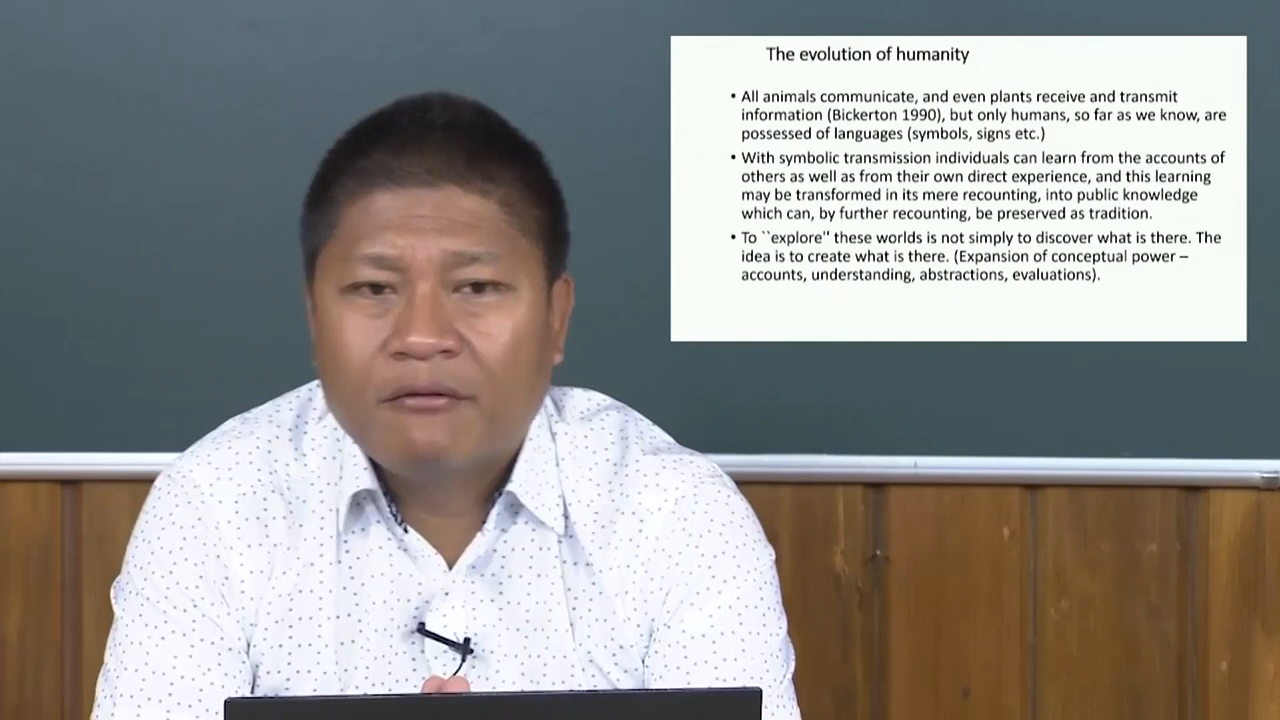 The evolution of humanity
• All animals communicate, and even plants receive and transmit
information (Bickerton 1990), but only humans, so far as we know, are
possessed of languages (symbols, signs etc.)
• With symbolic transmission individuals can learn from the accounts of
others as well as from their own direct experience, and this learning
may be transformed in its mere recounting, into public knowledge
which can, by further recounting, be preserved as tradition.
• To ``explore'' these worlds is not simply to discover what is there. The
idea is to create what is there. (Expansion of conceptual power –
accounts, understanding, abstractions, evaluations).